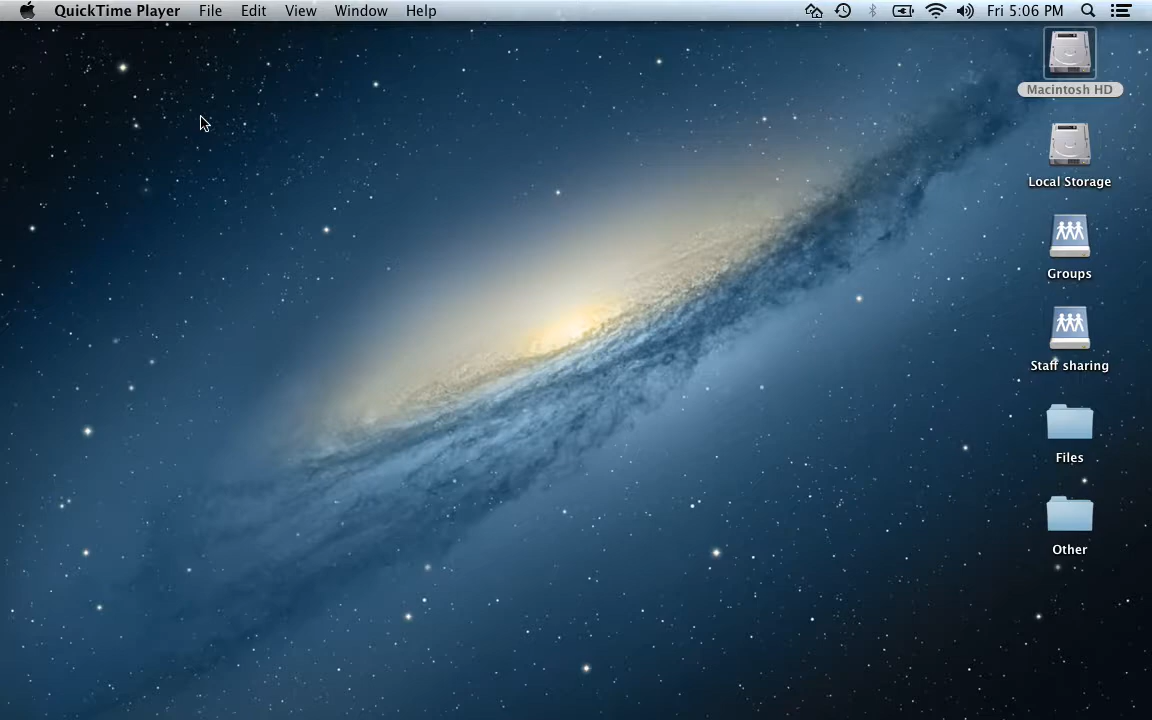 QuickTime Player File Edit View Window Help Fri 5:06 PM
Macintosh HD
Local Storage
Groups
Staff sharing
Files
Other